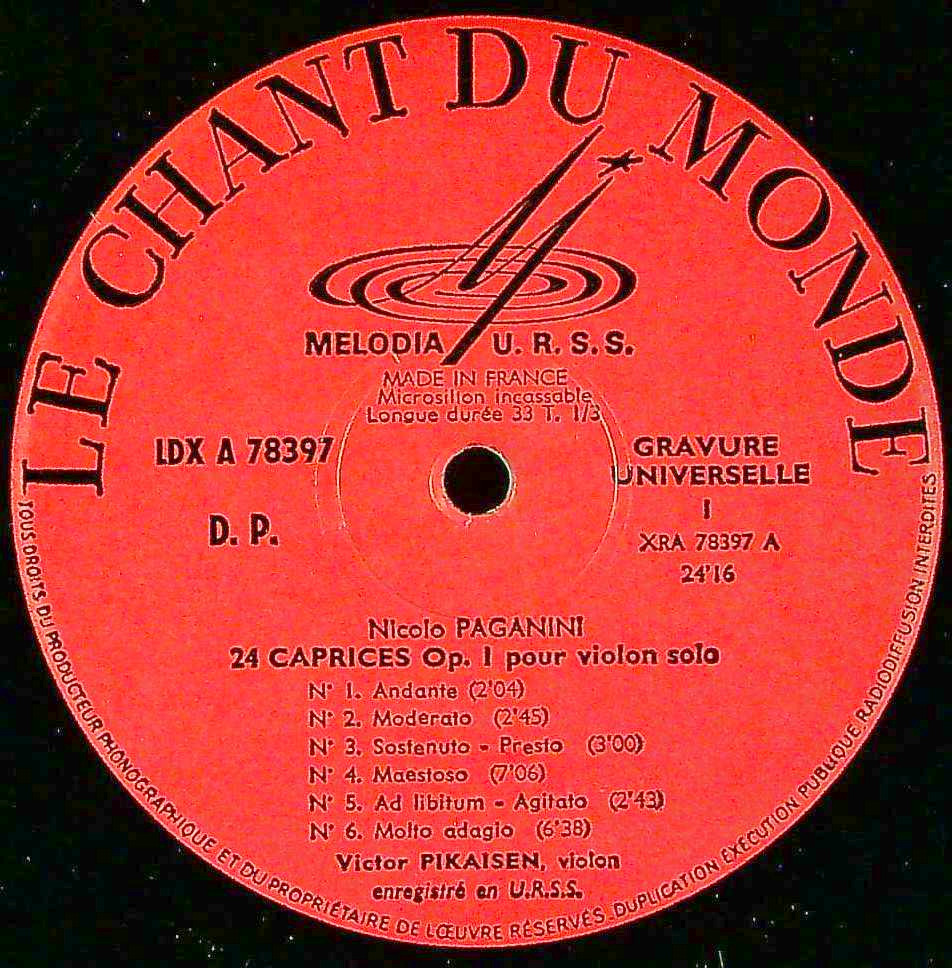 LE CHANT DU MONDE
MELODIA U.R.S.S.
MADE IN FRANCE
Microsillon incassable
Longue durée 33 T. 1/3
LDX A 78397
D. P.
GRAVURE
UNIVERSELLE
1
XRA 78397 A
24'16
Nicolo PAGANINI
24 CAPRICES Op. 1 pour violon solo
N° 1. Andante (2'04)
N° 2. Moderato (2'45)
N° 3. Sostenuto - Presto (3'00)
N° 4. Maestoso (7'06)
N° 5. Ad libitum - Agitato (2'43)
N° 6. Molto adagio (6'38)
Victor PIKAISEN, violon
enregistré en U.R.S.S.
TOUS DROITS DU PRODUCTEUR PHONOGRAPHIQUE ET DU PROPRIÉTAIRE DE L'ŒUVRE RÉSERVÉS. DUPLICATION EXÉCUTION PUBLIQUE RADIODIFFUSION INTERDITES